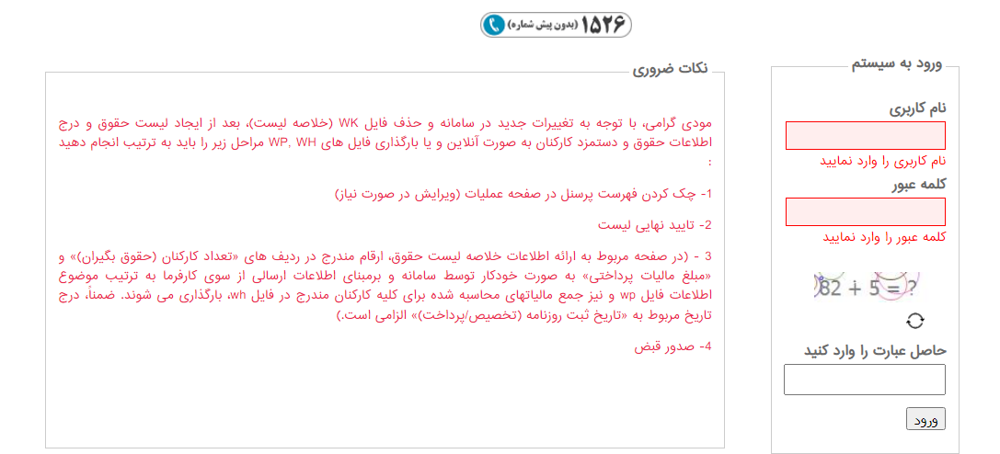 ۱۵۲۶ (بدون پیش شماره)
نکات ضروری
مودی گرامی، با توجه به تغییرات جدید در سامانه و حذف فایل WK (خلاصه لیست)، بعد از ایجاد لیست حقوق و درج
اطلاعات حقوق و دستمزد کارکنان به صورت آنلاین و یا بارگذاری فایل های WP, WH مراحل زیر را باید به ترتیب انجام دهید
:
1- چک کردن فهرست پرسنل در صفحه عملیات (ویرایش در صورت نیاز)
2- تایید نهایی لیست
3 - (در صفحه مربوط به ارائه اطلاعات خلاصه لیست حقوق، ارقام مندرج در ردیف های «تعداد کارکنان (حقوق بگیران)» و
«مبلغ مالیات پرداختی» به صورت خودکار توسط سامانه و برمبنای اطلاعات ارسالی از سوی کارفرما به ترتیب موضوع
اطلاعات فایل wp و نیز جمع مالیاتهای محاسبه شده برای کلیه کارکنان مندرج در فایل wh، بارگذاری می شوند. ضمناً، درج
تاریخ مربوط به «تاریخ ثبت روزنامه (تخصیص/پرداخت)» الزامی است.)
4- صدور قبض
ورود به سیستم
نام کاربری
نام کاربری را وارد نمایید
کلمه عبور
کلمه عبور را وارد نمایید
82 + 5 = ?
حاصل عبارت را وارد کنید
ورود